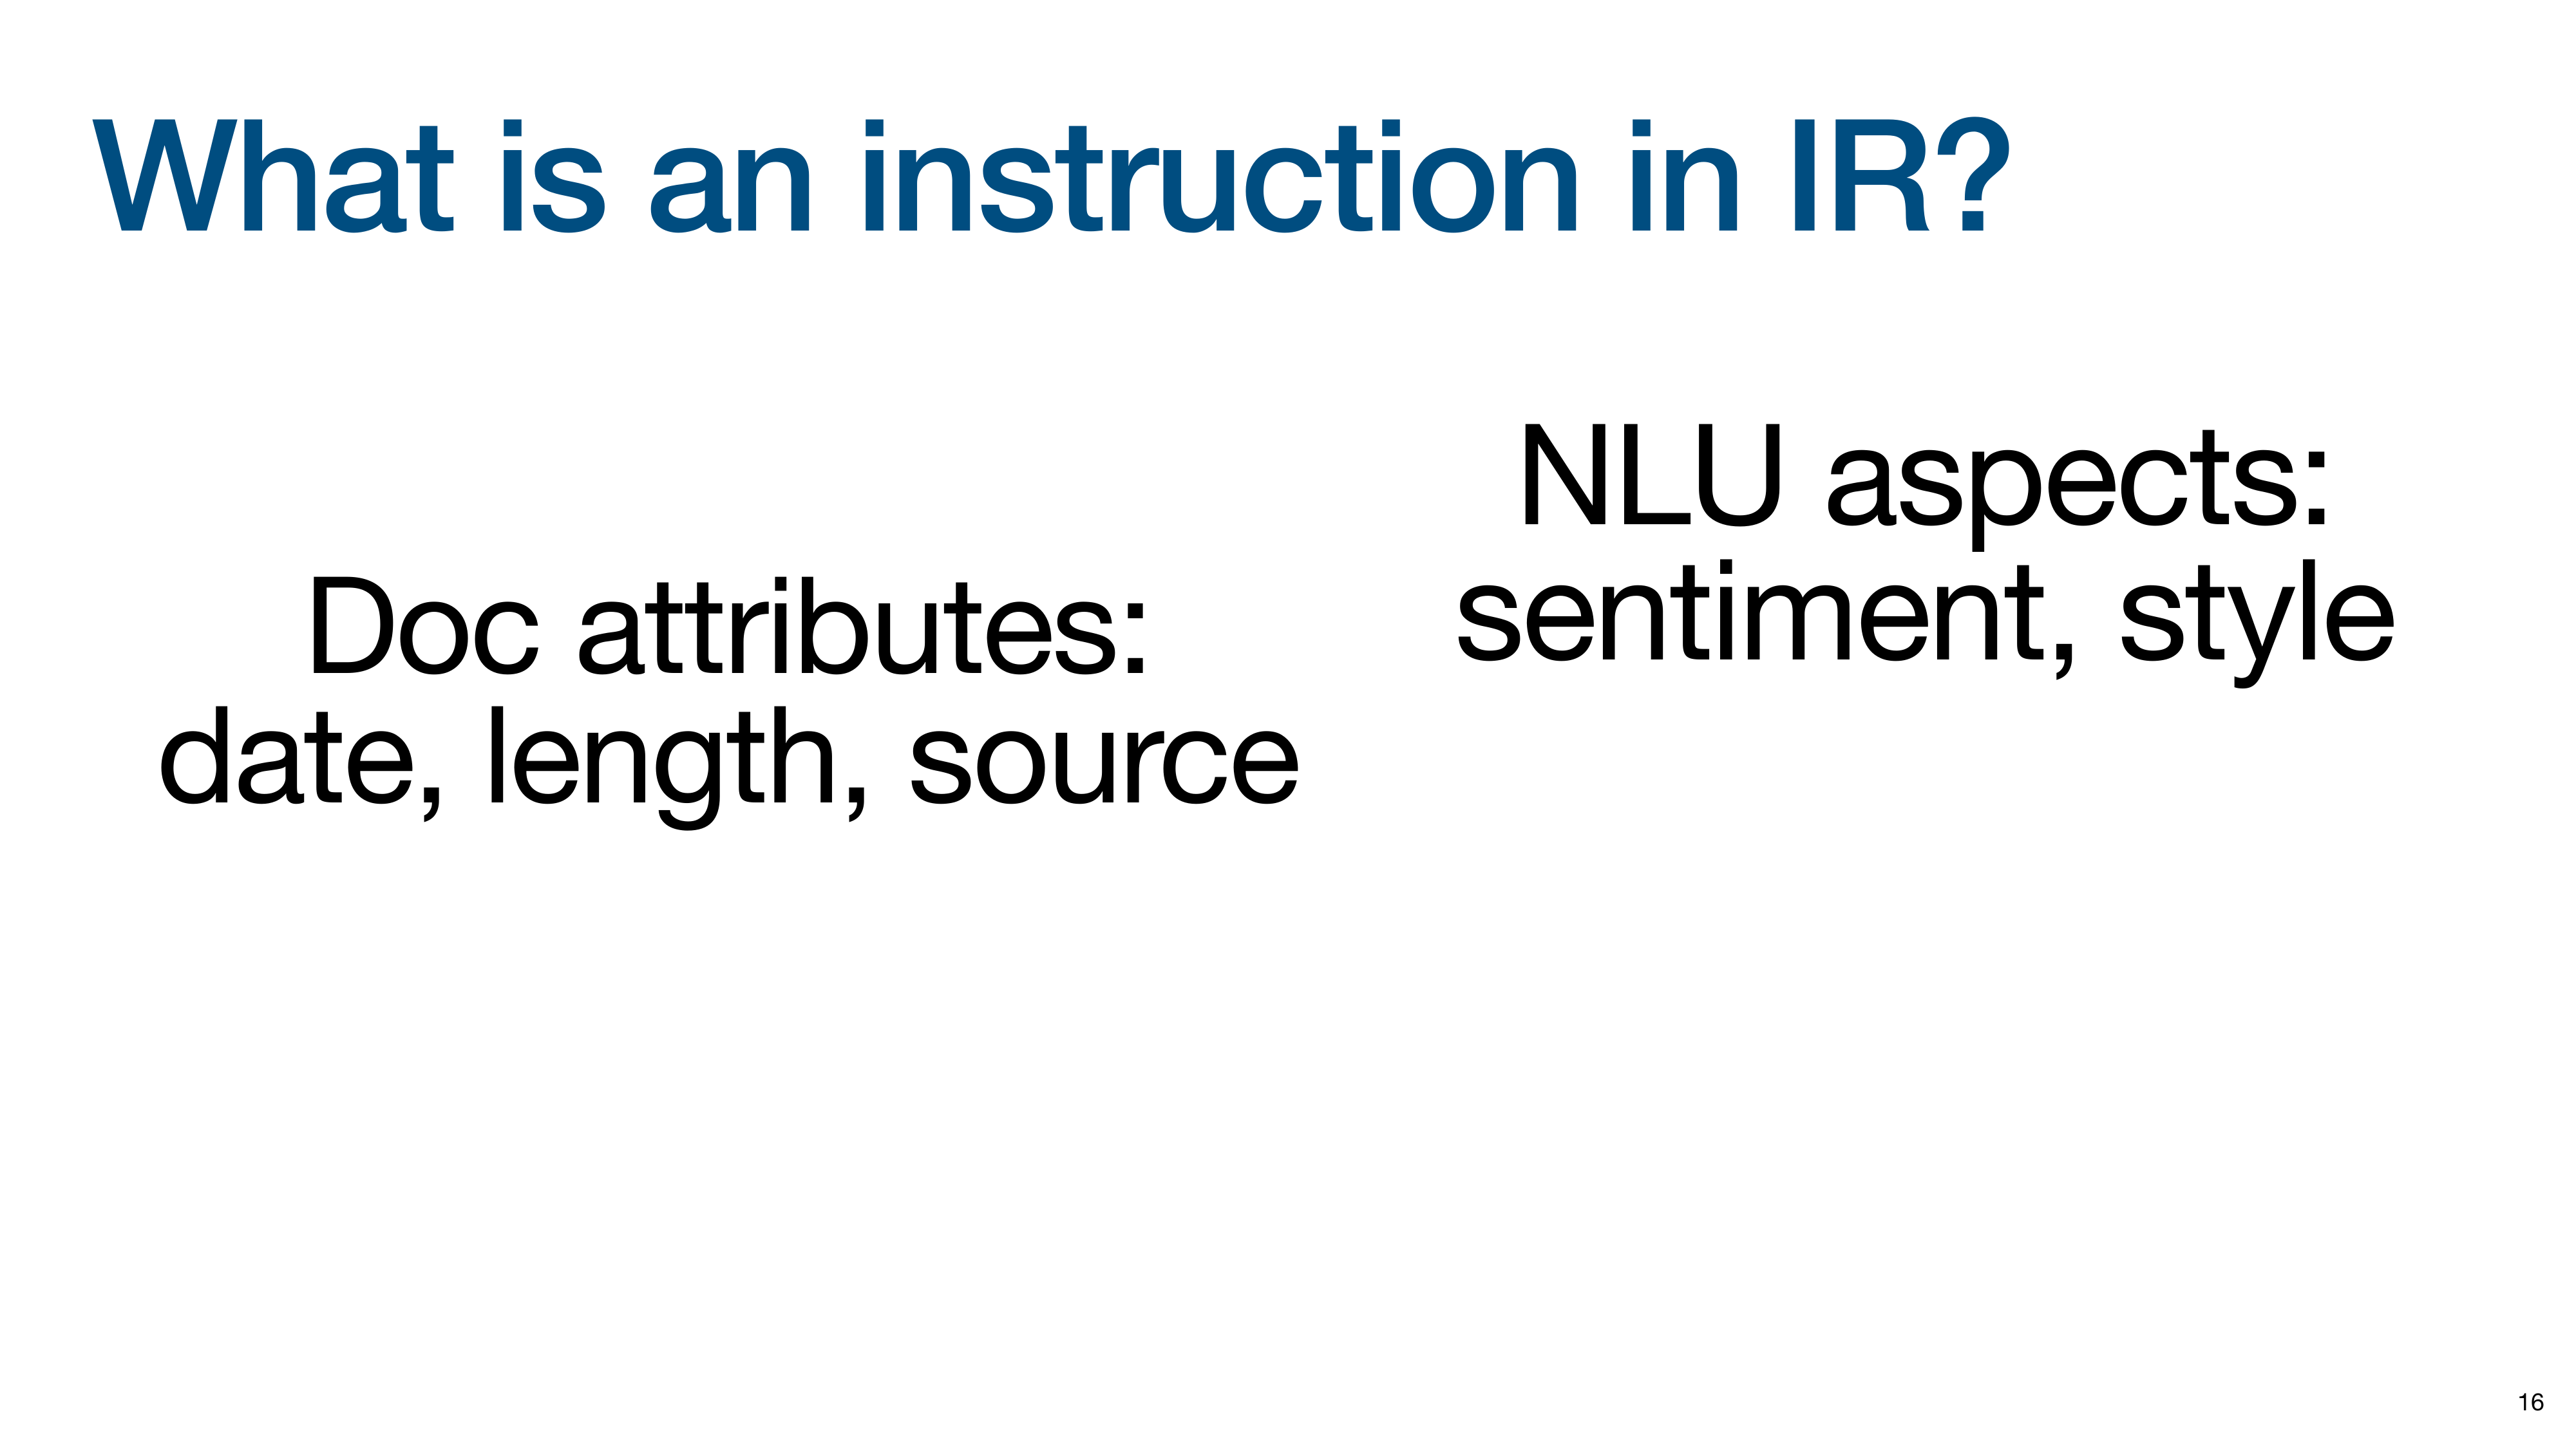 What is an instruction in IR?
Doc attributes:
date, length, source
NLU aspects:
sentiment, style
16